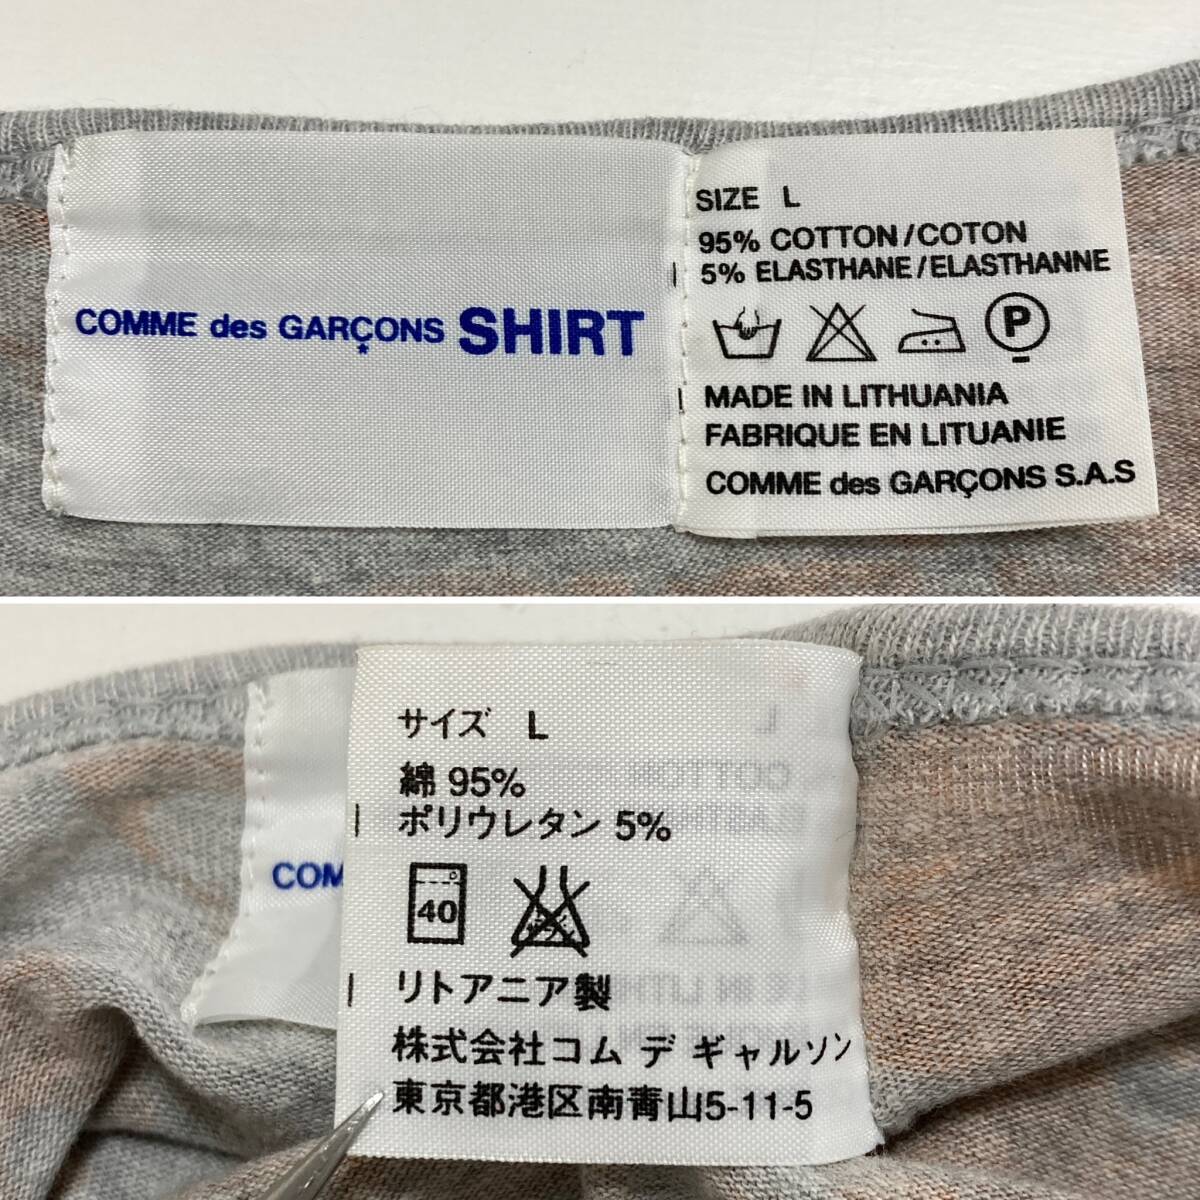 COMME des GARÇONS SHIRT
SIZE L
95% COTTON/COTON
5% ELASTHANE/ELASTHANNE
P
MADE IN LITHUANIA
FABRIQUE EN LITUANIE
COMME des GARÇONS S.A.S
サイズ L
綿 95%
ポリウレタン 5%
COM
40
リトアニア製
株式会社コム デ ギャルソン
東京都港区南青山5-11-5